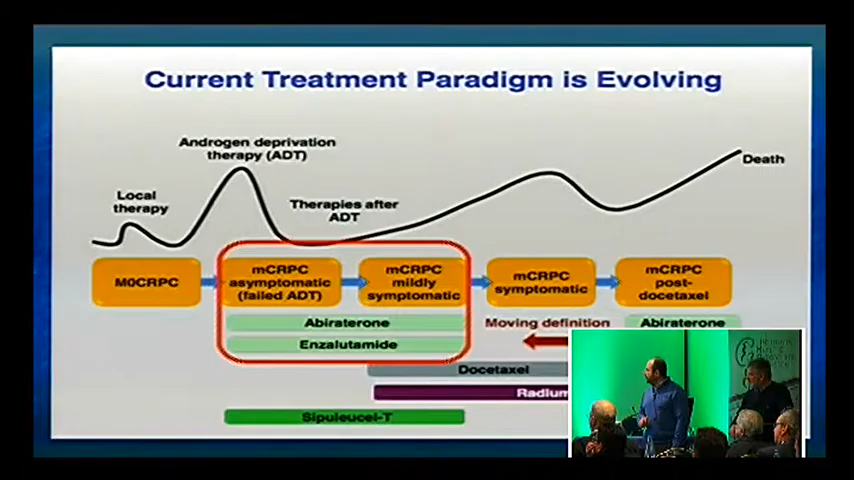 Current Treatment Paradigm is Evolving
Androgen deprivation
therapy (ADT)
Death
Local
therapy
Therapies after
ADT
M0CRPC
mCRPC
asymptomatic
(failed ADT)
mCRPC
mildly
symptomatic
mCRPC
symptomatic
mCRPC
post-
docetaxel
Abiraterone
Moving definition
Abiraterone
Enzalutamide
Docetaxel
Radium
Sipuleucel-T